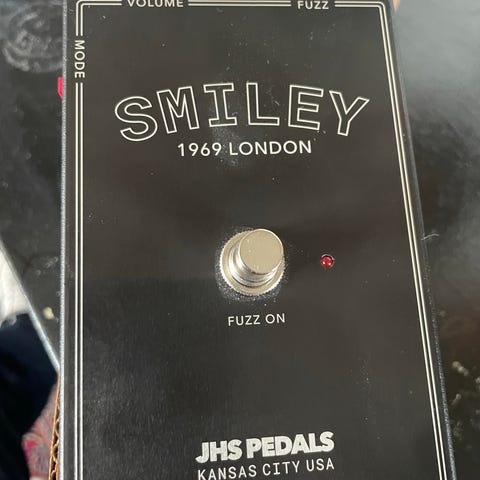 VOLUME FUZZ
MODE
SMILEY
1969 LONDON
FUZZ ON
JHS PEDALS
KANSAS CITY USA